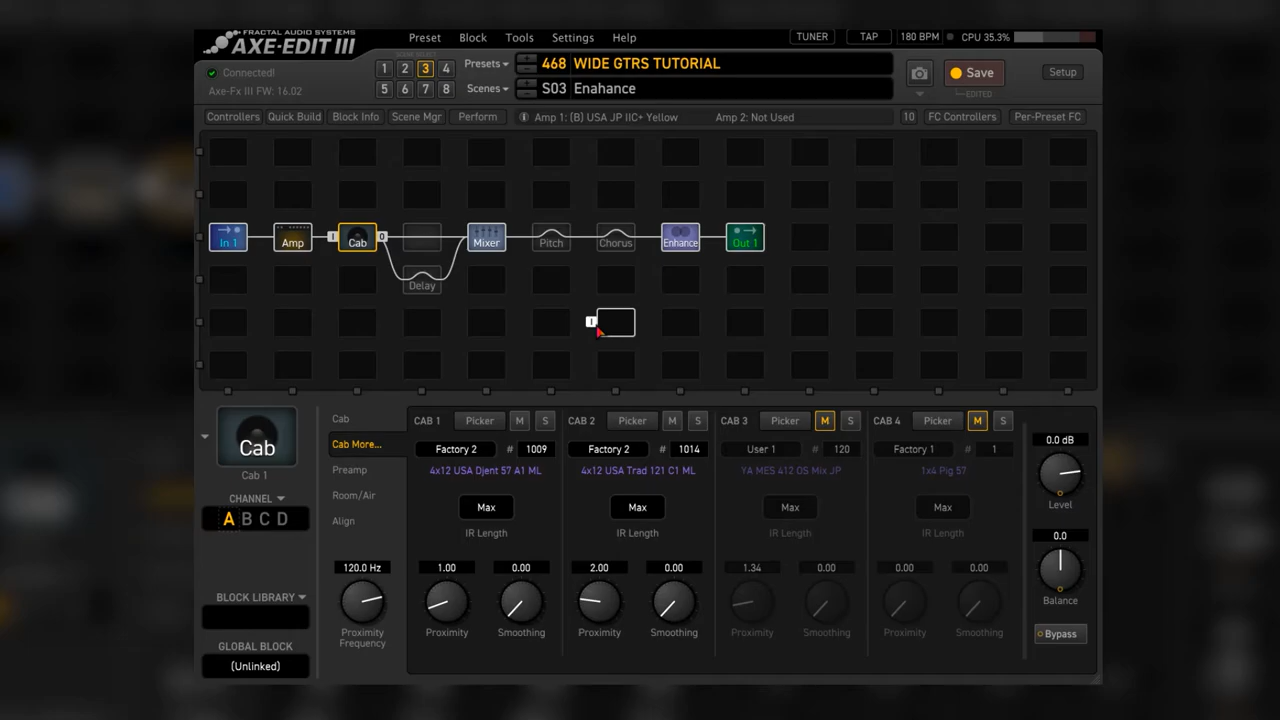 FRACTAL AUDIO SYSTEMS
AXE-EDIT III
Preset Block Tools Settings Help
TUNER TAP 180 BPM CPU 35.3%
Connected!
Axe-Fx III FW: 16.02
1 2 3 4
5 6 7 8
Presets 468 WIDE GTRS TUTORIAL
Scenes S03 Enahance
Save
EDITED
Setup
Controllers Quick Build Block Info Scene Mgr Perform Amp 1: (B) USA JP IIC+ Yellow Amp 2: Not Used 10 FC Controllers Per-Preset FC
In 1 Amp I Cab O Mixer Pitch Chorus Enhance Out 1
Delay
I
Cab
Cab 1
CHANNEL
A B C D
BLOCK LIBRARY
GLOBAL BLOCK
(Unlinked)
Cab
Cab More...
Preamp
Room/Air
Align
120.0 Hz
Proximity
Frequency
CAB 1 Picker M S
Factory 2 # 1009
4x12 USA Djent 57 A1 ML
Max
IR Length
1.00 0.00
Proximity Smoothing
CAB 2 Picker M S
Factory 2 # 1014
4x12 USA Trad 121 C1 ML
Max
IR Length
2.00 0.00
Proximity Smoothing
CAB 3 Picker M S
User 1 # 120
YA MES 412 OS Mix JP
Max
IR Length
1.34 0.00
Proximity Smoothing
CAB 4 Picker M S
Factory 1 # 1
1x4 Pig 57
Max
IR Length
0.00 0.00
Proximity Smoothing
0.0 dB
Level
0.0
Balance
Bypass